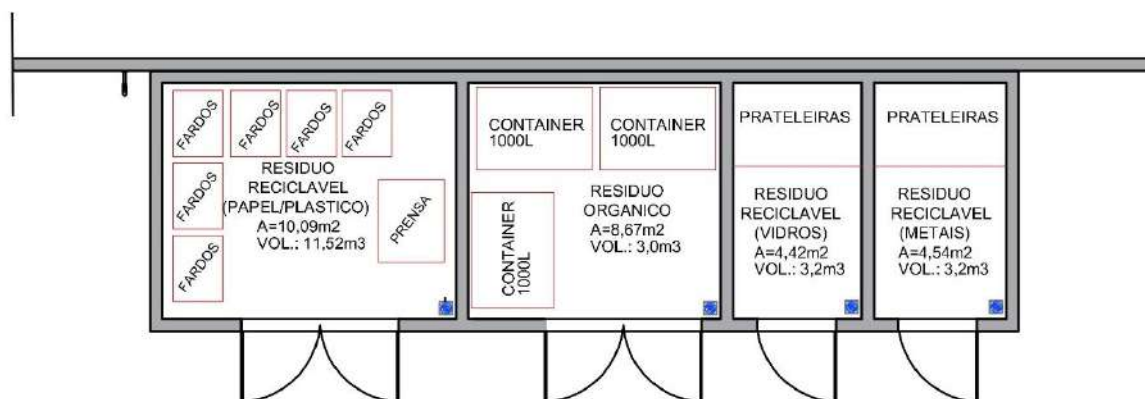 FARDOS
FARDOS
FARDOS
FARDOS
FARDOS
FARDOS
RESIDUO
RECICLAVEL
(PAPEL/PLASTICO)
A=10,09m2
VOL.: 11,52m3
PRENSA
CONTAINER
1000L
CONTAINER
1000L
CONTAINER
1000L
RESIDUO
ORGANICO
A=8,67m2
VOL.: 3,0m3
PRATELEIRAS
RESIDUO
RECICLAVEL
(VIDROS)
A=4,42m2
VOL.: 3,2m3
PRATELEIRAS
RESIDUO
RECICLAVEL
(METAIS)
A=4,54m2
VOL.: 3,2m3